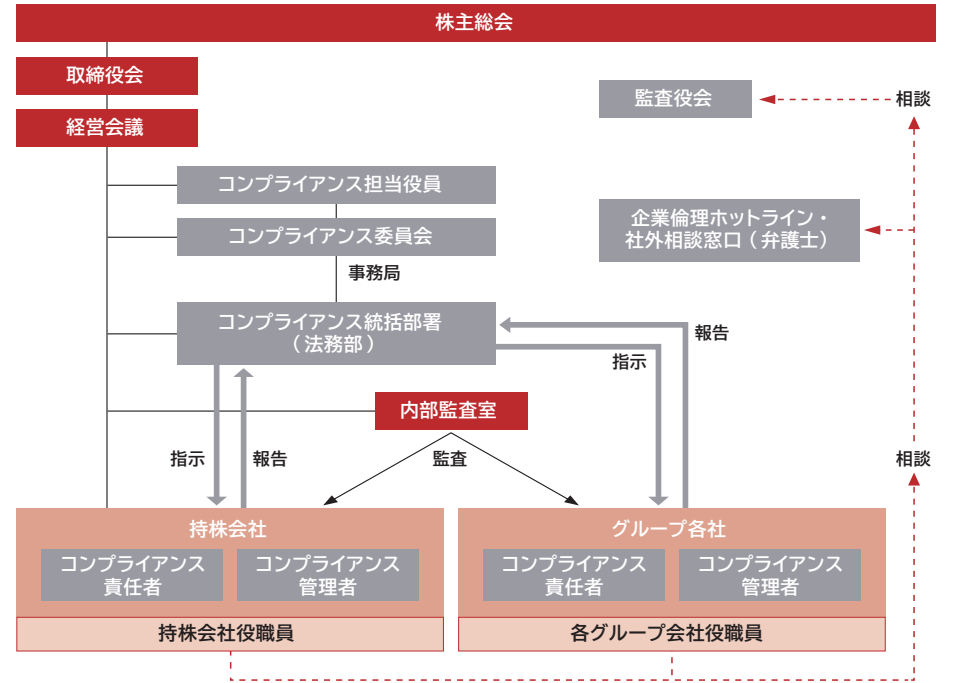 株主総会
取締役会
経営会議
監査役会
相談
コンプライアンス担当役員
コンプライアンス委員会
企業倫理ホットライン・
社外相談窓口（弁護士）
事務局
コンプライアンス統括部署
（法務部）
報告
指示
内部監査室
指示
報告
監査
相談
持株会社
コンプライアンス
責任者
コンプライアンス
管理者
持株会社役職員
グループ各社
コンプライアンス
責任者
コンプライアンス
管理者
各グループ会社役職員